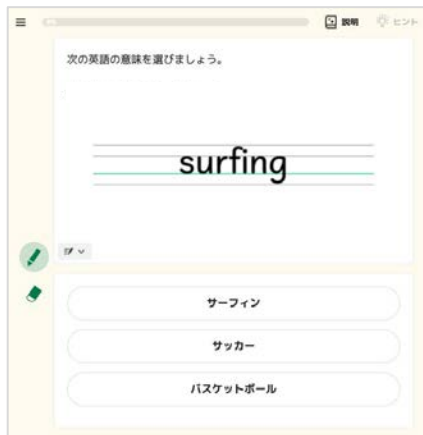 説明
ヒント
次の英語の意味を選びましょう。
surfing
サーフィン
サッカー
バスケットボール